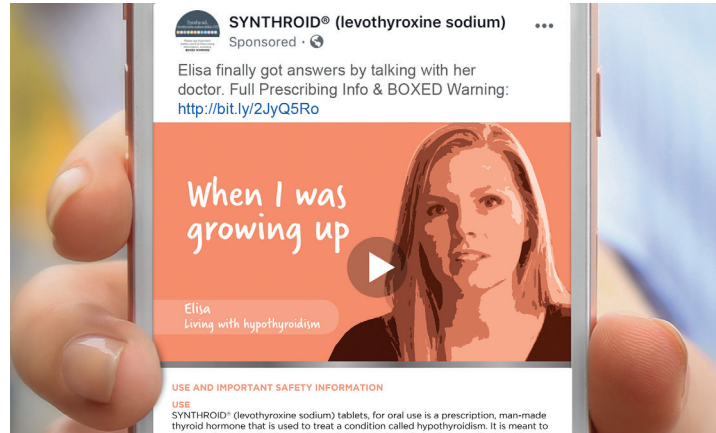 SYNTHROID® (levothyroxine sodium)
Sponsored ·
Elisa finally got answers by talking with her
doctor. Full Prescribing Info & BOXED Warning:
http://bit.ly/2JyQ5Ro
When I was
growing up
Elisa
Living with hypothyroidism
USE AND IMPORTANT SAFETY INFORMATION
USE
SYNTHROID® (levothyroxine sodium) tablets, for oral use is a prescription, man-made
thyroid hormone that is used to treat a condition called hypothyroidism. It is meant to